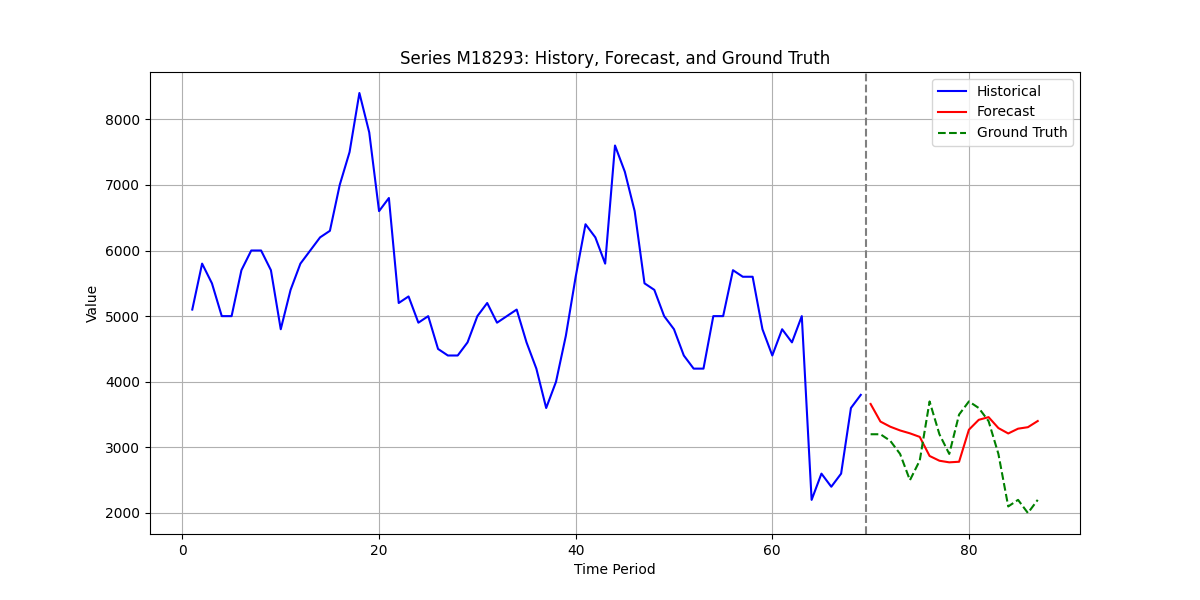 Series M18293: History, Forecast, and Ground Truth
Historical
Forecast
Ground Truth
Value
8000
7000
6000
5000
4000
3000
2000
0
20
40
60
80
Time Period